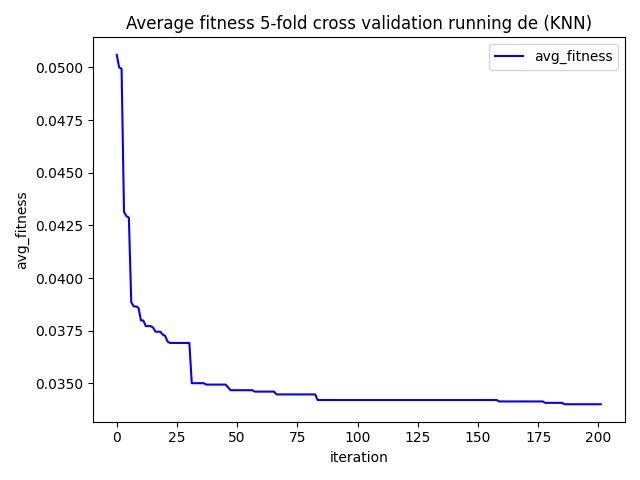 Average fitness 5-fold cross validation running de (KNN)
avg_fitness
0.0500
0.0475
0.0450
0.0425
0.0400
0.0375
0.0350
avg_fitness
0 25 50 75 100 125 150 175 200
iteration